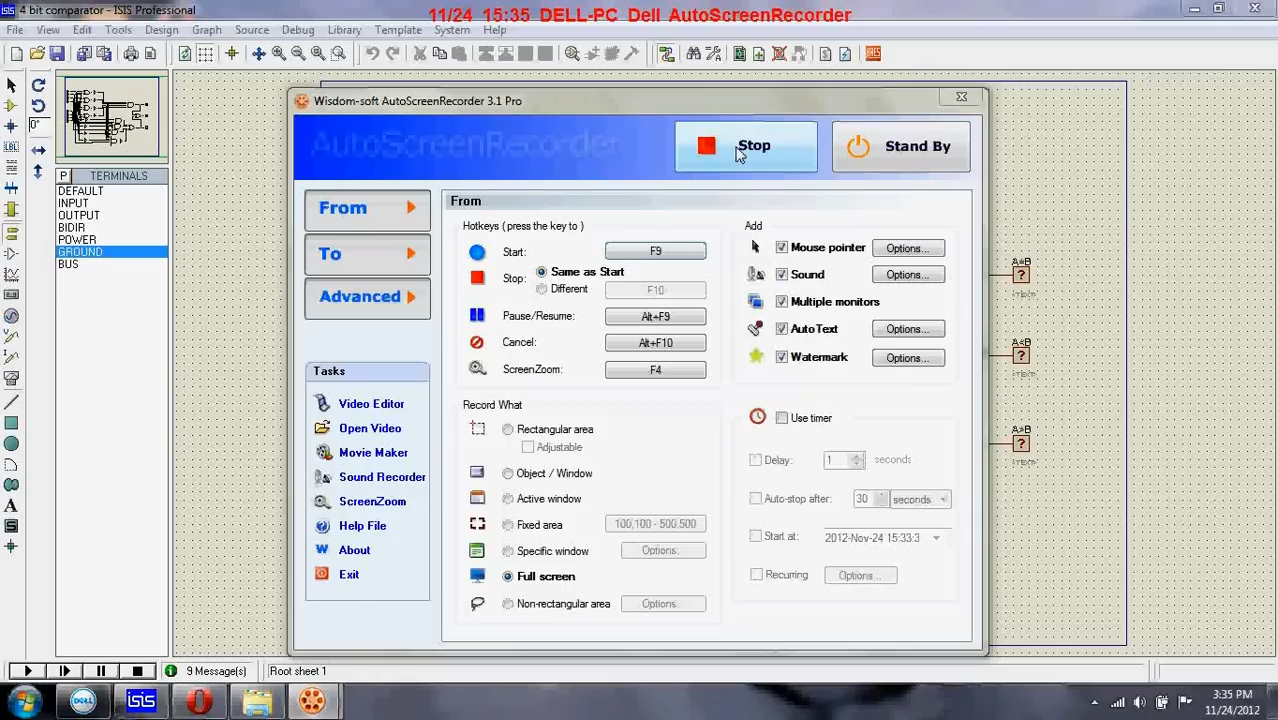 4 bit comparator - ISIS Professional
11/24 15:35 DELL-PC Dell AutoScreenRecorder
File View Edit Tools Design Graph Source Debug Library Template System Help
0°
LBL
P TERMINALS
DEFAULT
INPUT
OUTPUT
BIDIR
POWER
GROUND
BUS
Wisdom-soft AutoScreenRecorder 3.1 Pro
AutoScreenRecorder
Stop
Stand By
From
To
Advanced
Tasks
Video Editor
Open Video
Movie Maker
Sound Recorder
ScreenZoom
Help File
About
Exit
From
Hotkeys ( press the key to )
Start: F9
Stop: Same as Start
Different F10
Pause/Resume: Alt+F9
Cancel: Alt+F10
ScreenZoom: F4
Add
Mouse pointer Options...
Sound Options...
Multiple monitors
AutoText Options...
Watermark Options...
Record What
Rectangular area
Adjustable
Object / Window
Active window
Fixed area 100,100 - 500,500
Specific window Options.
Full screen
Non-rectangular area Options.
Use timer
Delay: 1 seconds
Auto-stop after: 30 seconds
Start at: 2012-Nov-24 15:33:3
Recurring Options...
?
<TEXT>
A<B
?
?
<TEXT>
9 Message(s) Root sheet 1
DELL
isis
3:35 PM
11/24/2012